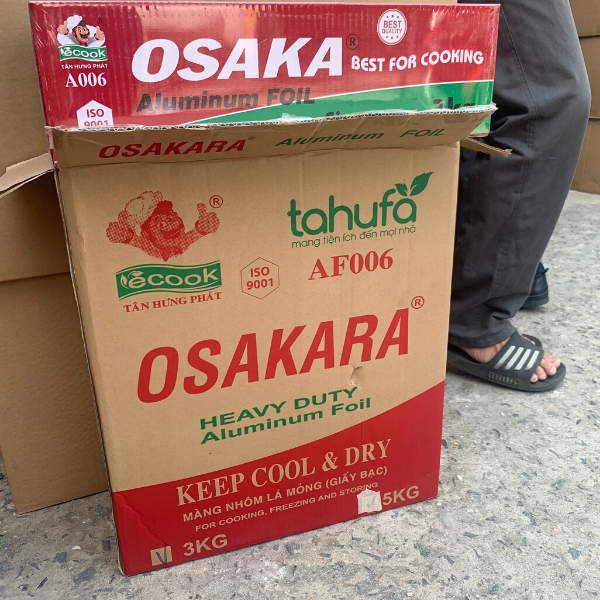 ecook
TÂN HƯNG PHÁT
A006
OSAKA®
BEST QUALITY
BEST FOR COOKING
Aluminum FOIL
ISO
9001
1kg
OSAKARA® Aluminum FOIL
®
ecook
TÂN HƯNG PHÁT
ISO
9001
tahufa
mang tiện ích đến mọi nhà
AF006
OSAKARA®
HEAVY DUTY
Aluminum Foil
KEEP COOL & DRY
MÀNG NHÔM LÁ MỎNG (GIẤY BẠC)
FOR COOKING, FREEZING AND STORING
3KG
5KG